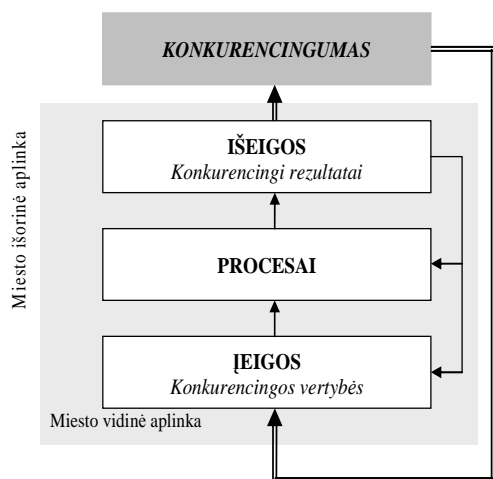 KONKURENCINGUMAS
Miesto išorinė aplinka
IŠEIGOS
Konkurencingi rezultatai
PROCESAI
ĮEIGOS
Konkurencingos vertybės
Miesto vidinė aplinka